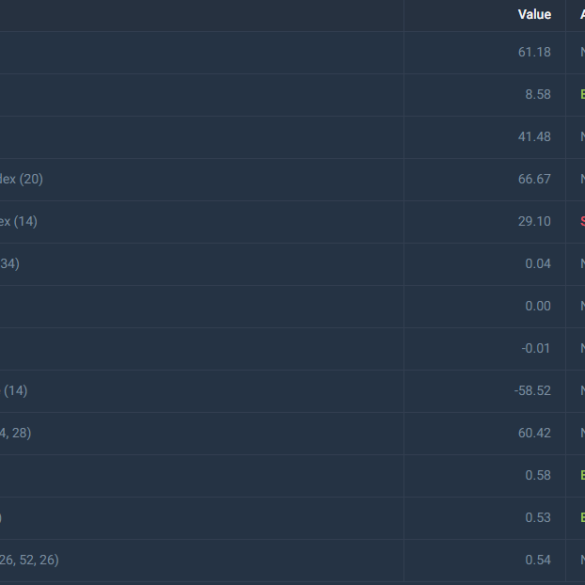 Value A
61.18 N
8.58 B
41.48 N
dex (20) 66.67 N
ex (14) 29.10 S
34) 0.04 N
0.00 N
-0.01 N
(14) -58.52 N
4, 28) 60.42 N
0.58 B
) 0.53 B
26, 52, 26) 0.54 N